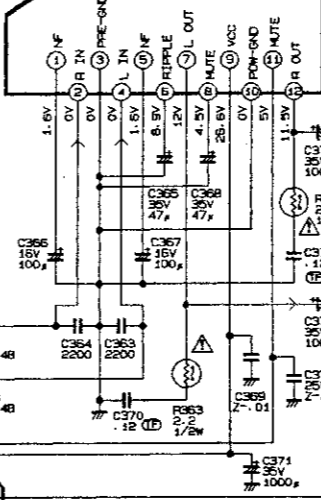 NF
R IN
PRE-GND
L IN
NF
RIPPLE
L OUT
MUTE
VCC
POW-GND
MUTE
R OUT
1 2 3 4 5 6 7 8 9 10 11 12
1.6V
0V
0V
0V
1.6V
8.9V
12V
4.5V
26.6V
0V
5V
11.9V
C365
35V
47μ
C368
35V
47μ
C366
16V
100μ
C367
16V
100μ
C364
2200
C363
2200
C370
.12 TF
R363
2.2
1/2W
C369
Z-.01
C371
35V
1000μ